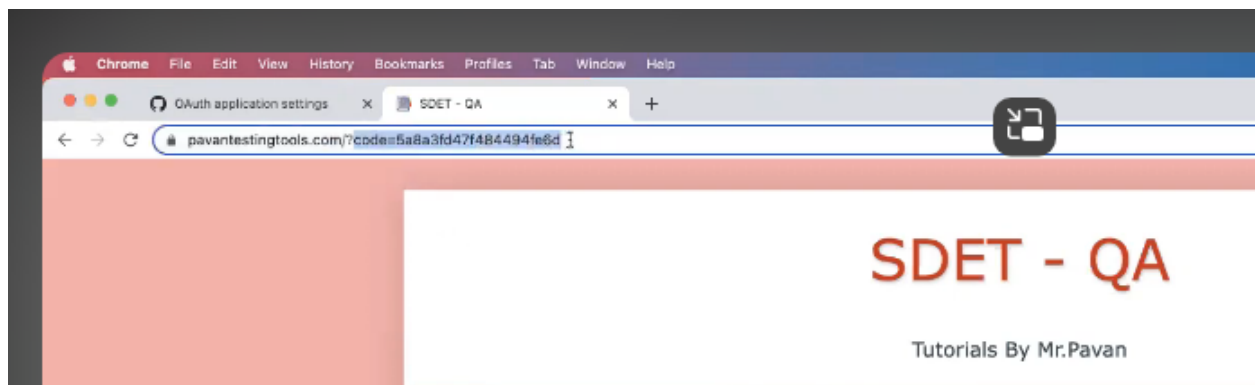 Chrome File Edit View History Bookmarks Profiles Tab Window Help
OAuth application settings SDET - QA
pavantestingtools.com/?code=5a8a3fd47f484494fe6d
SDET - QA
Tutorials By Mr.Pavan